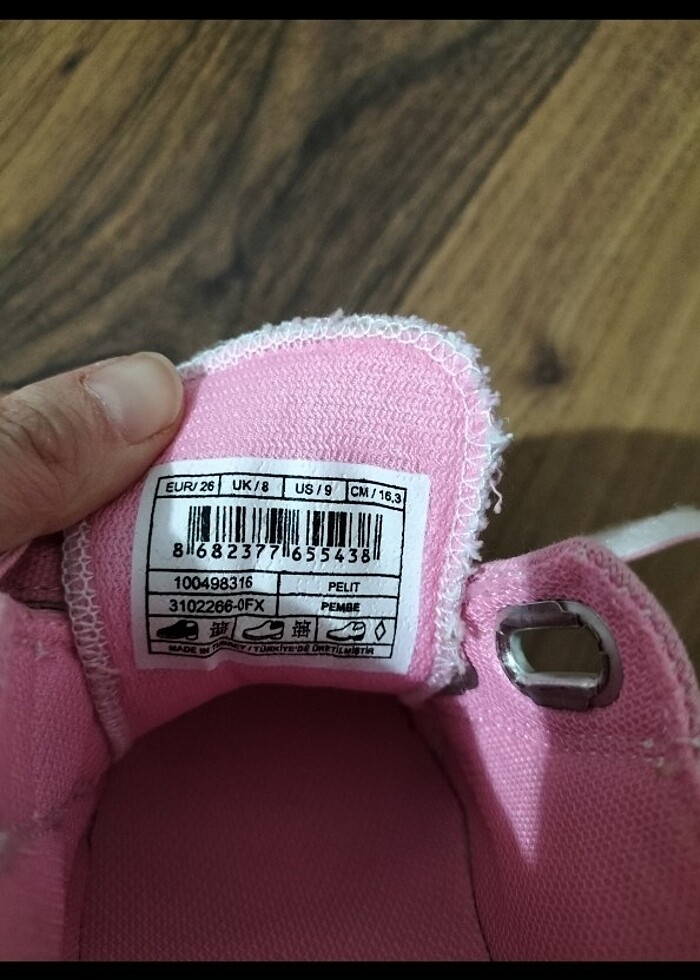 EUR/ 26 UK / 8 US / 9 CM / 16,3
8 682377 655438
100498316 PELIT
3102266-0FX PEMBE
MADE IN TURKEY / TÜRKİYE'DE ÜRETİLMİŞTİR